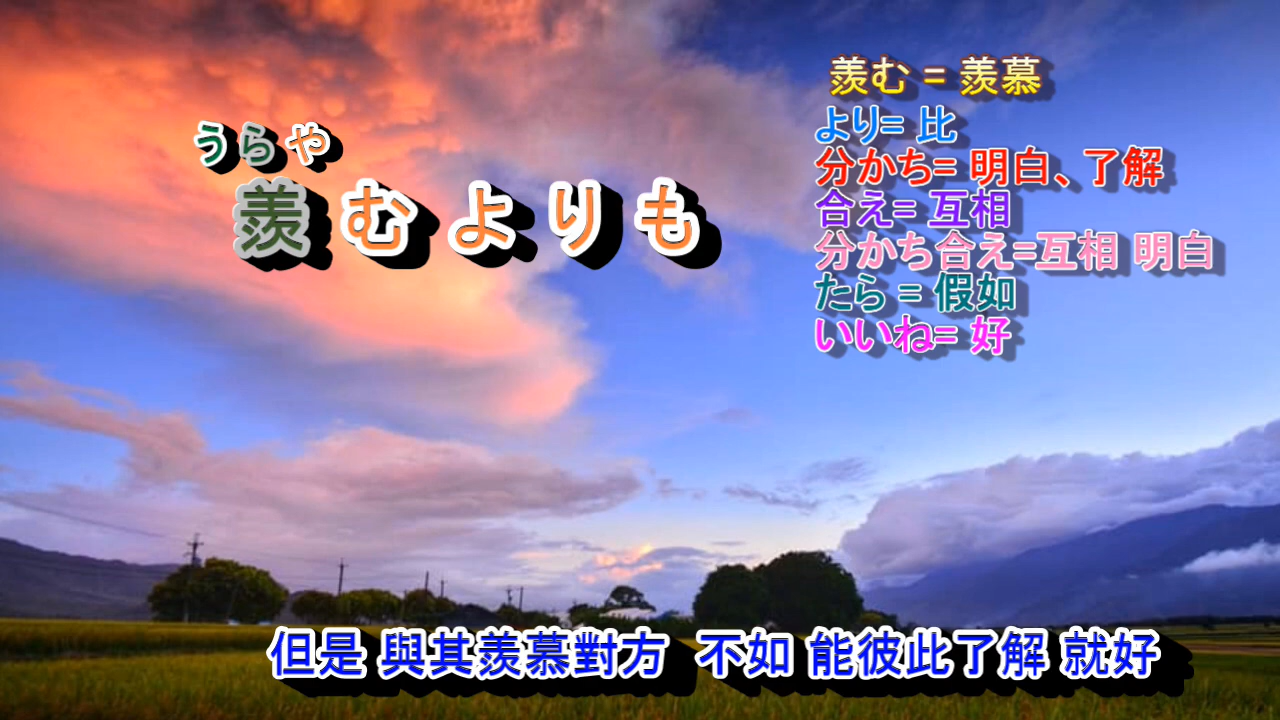 うらや
羨むよりも
羨む = 羨慕
より= 比
分かち= 明白、了解
合え= 互相
分かち合え=互相 明白
たら = 假如
いいね= 好
但是 與其羨慕對方 不如 能彼此了解 就好